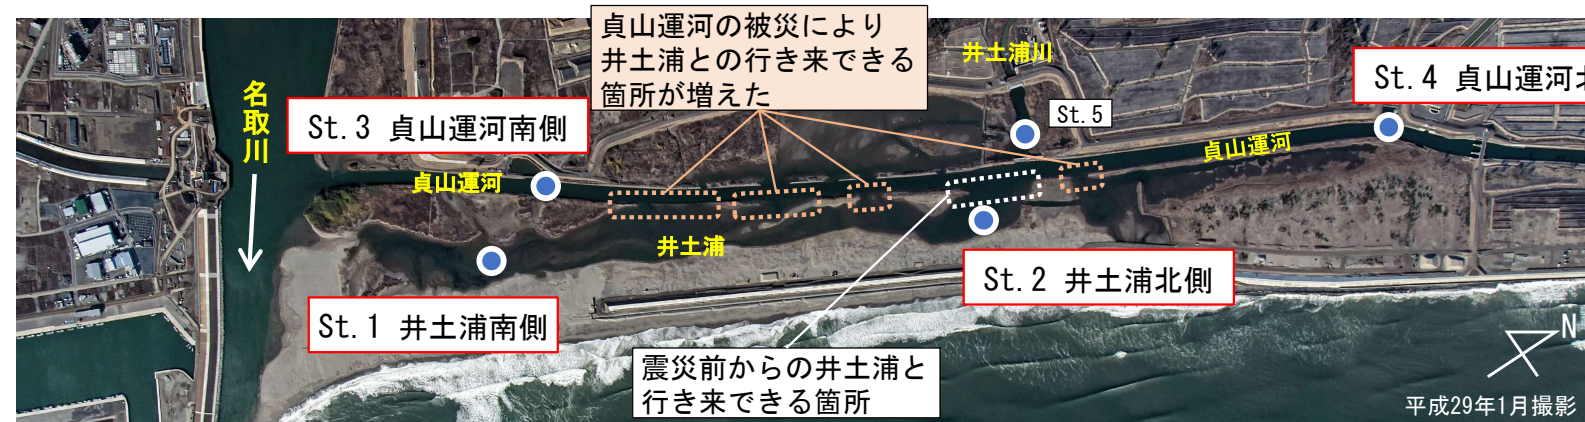 貞山運河の被災により
井土浦との行き来できる
箇所が増えた
井土浦川
St.4 貞山運河北
名取川
St.3 貞山運河南側
St.5
貞山運河
貞山運河
井土浦
St.2 井土浦北側
St.1 井土浦南側
震災前からの井土浦と
行き来できる箇所
N
平成29年1月撮影